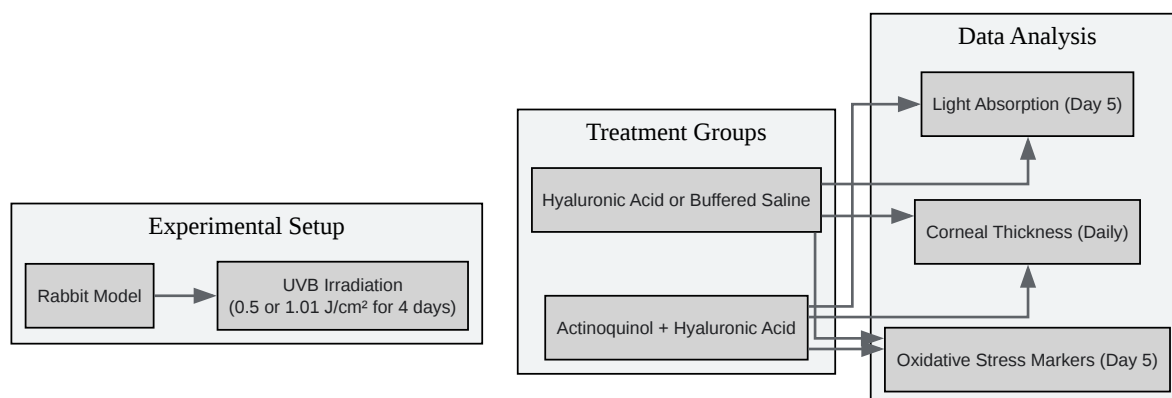 Experimental Setup
Rabbit Model
UVB Irradiation
(0.5 or 1.01 J/cm² for 4 days)
Treatment Groups
Hyaluronic Acid or Buffered Saline
Actinoquinol + Hyaluronic Acid
Data Analysis
Light Absorption (Day 5)
Corneal Thickness (Daily)
Oxidative Stress Markers (Day 5)